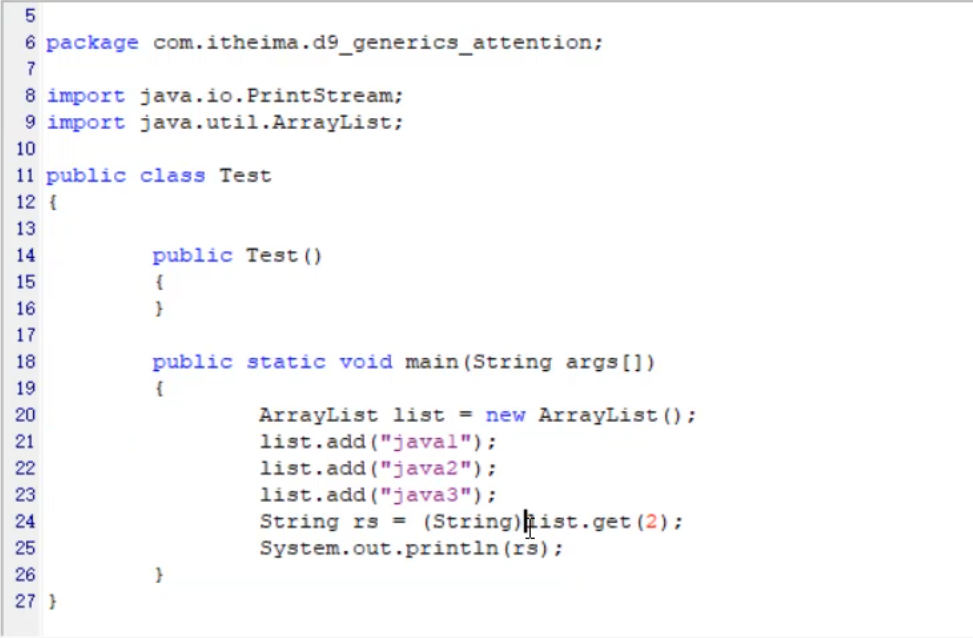 5
6 package com.itheima.d9_generics_attention;
7
8 import java.io.PrintStream;
9 import java.util.ArrayList;
10
11 public class Test
12 {
13
14 public Test()
15 {
16 }
17
18 public static void main(String args[])
19 {
20 ArrayList list = new ArrayList();
21 list.add("java1");
22 list.add("java2");
23 list.add("java3");
24 String rs = (String)list.get(2);
25 System.out.println(rs);
26 }
27 }